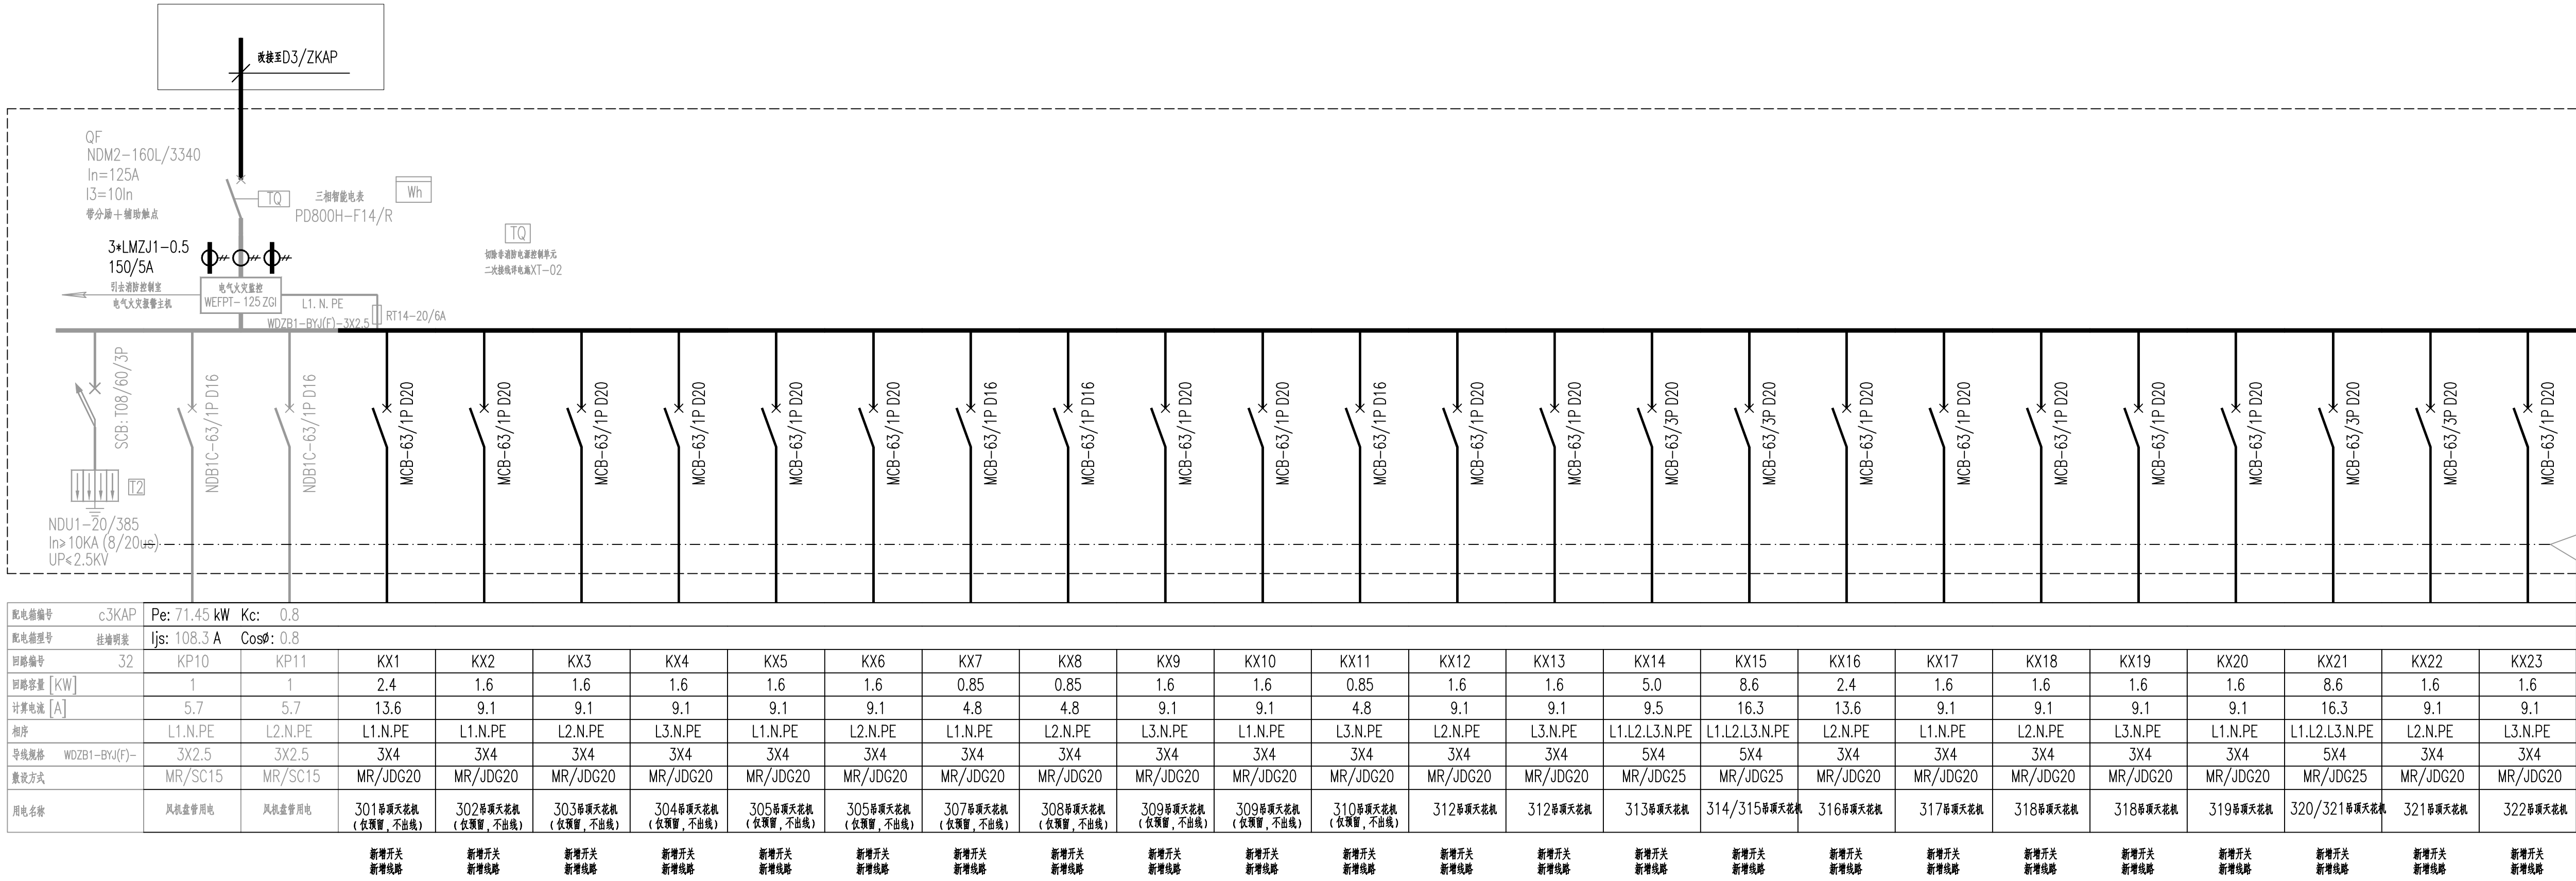 改接至D3/ZKAP
QF
NDM2-160L/3340
In=125A
I3=10In
带分励+辅助触点
TQ
三相智能电表
PD800H-F14/R
Wh
TQ
切除非消防电源控制单元
二次接线详电施XT-02
3*LMZJ1-0.5
150/5A
引去消防控制室
电气火灾报警主机
电气火灾监控
WEFPT- 125 ZGI
L1. N. PE
WDZB1-BYJ(F)-3X2.5
RT14-20/6A
SCB: T08/60/3P
NDB1C-63/1P D16
NDB1C-63/1P D16
MCB-63/1P D20
MCB-63/1P D20
MCB-63/1P D20
MCB-63/1P D20
MCB-63/1P D20
MCB-63/1P D20
MCB-63/1P D16
MCB-63/1P D16
MCB-63/1P D20
MCB-63/1P D20
MCB-63/1P D16
MCB-63/1P D20
MCB-63/1P D20
MCB-63/3P D20
MCB-63/3P D20
MCB-63/1P D20
MCB-63/1P D20
MCB-63/1P D20
MCB-63/1P D20
MCB-63/1P D20
MCB-63/3P D20
MCB-63/3P D20
MCB-63/1P D20
T2
NDU1-20/385
In≥10KA (8/20us)
UP≤2.5KV
配电箱编号 c3KAP Pe: 71.45 kW Kc: 0.8
配电箱型号 挂墙明装 Ijs: 108.3 A CosØ: 0.8
回路编号 32 KP10 KP11 KX1 KX2 KX3 KX4 KX5 KX6 KX7 KX8 KX9 KX10 KX11 KX12 KX13 KX14 KX15 KX16 KX17 KX18 KX19 KX20 KX21 KX22 KX23
回路容量 [KW] 1 1 2.4 1.6 1.6 1.6 1.6 1.6 0.85 0.85 1.6 1.6 0.85 1.6 1.6 5.0 8.6 2.4 1.6 1.6 1.6 1.6 8.6 1.6 1.6
计算电流 [A] 5.7 5.7 13.6 9.1 9.1 9.1 9.1 9.1 4.8 4.8 9.1 9.1 4.8 9.1 9.1 9.5 16.3 13.6 9.1 9.1 9.1 9.1 16.3 9.1 9.1
相序 L1.N.PE L2.N.PE L1.N.PE L2.N.PE L2.N.PE L3.N.PE L1.N.PE L2.N.PE L1.N.PE L2.N.PE L3.N.PE L1.N.PE L3.N.PE L2.N.PE L3.N.PE L1.L2.L3.N.PE L1.L2.L3.N.PE L2.N.PE L1.N.PE L2.N.PE L3.N.PE L1.N.PE L1.L2.L3.N.PE L2.N.PE L3.N.PE
导线规格 WDZB1-BYJ(F)- 3X2.5 3X2.5 3X4 3X4 3X4 3X4 3X4 3X4 3X4 3X4 3X4 3X4 3X4 3X4 3X4 5X4 5X4 3X4 3X4 3X4 3X4 3X4 5X4 3X4 3X4
敷设方式 MR/SC15 MR/SC15 MR/JDG20 MR/JDG20 MR/JDG20 MR/JDG20 MR/JDG20 MR/JDG20 MR/JDG20 MR/JDG20 MR/JDG20 MR/JDG20 MR/JDG20 MR/JDG20 MR/JDG20 MR/JDG25 MR/JDG25 MR/JDG20 MR/JDG20 MR/JDG20 MR/JDG20 MR/JDG20 MR/JDG25 MR/JDG20 MR/JDG20
用电名称 风机盘管用电 风机盘管用电 301吊顶天花机 302吊顶天花机 303吊顶天花机 304吊顶天花机 305吊顶天花机 305吊顶天花机 307吊顶天花机 308吊顶天花机 309吊顶天花机 309吊顶天花机 310吊顶天花机 312吊顶天花机 312吊顶天花机 313吊顶天花机 314/315吊顶天花机 316吊顶天花机 317吊顶天花机 318吊顶天花机 318吊顶天花机 319吊顶天花机 320/321吊顶天花机 321吊顶天花机 322吊顶天花机
(仅预留,不出线) (仅预留,不出线) (仅预留,不出线) (仅预留,不出线) (仅预留,不出线) (仅预留,不出线) (仅预留,不出线) (仅预留,不出线) (仅预留,不出线) (仅预留,不出线) (仅预留,不出线)
新增开关 新增开关 新增开关 新增开关 新增开关 新增开关 新增开关 新增开关 新增开关 新增开关 新增开关 新增开关 新增开关 新增开关 新增开关 新增开关 新增开关 新增开关 新增开关 新增开关 新增开关 新增开关 新增开关
新增线路 新增线路 新增线路 新增线路 新增线路 新增线路 新增线路 新增线路 新增线路 新增线路 新增线路 新增线路 新增线路 新增线路 新增线路 新增线路 新增线路 新增线路 新增线路 新增线路 新增线路 新增线路 新增线路